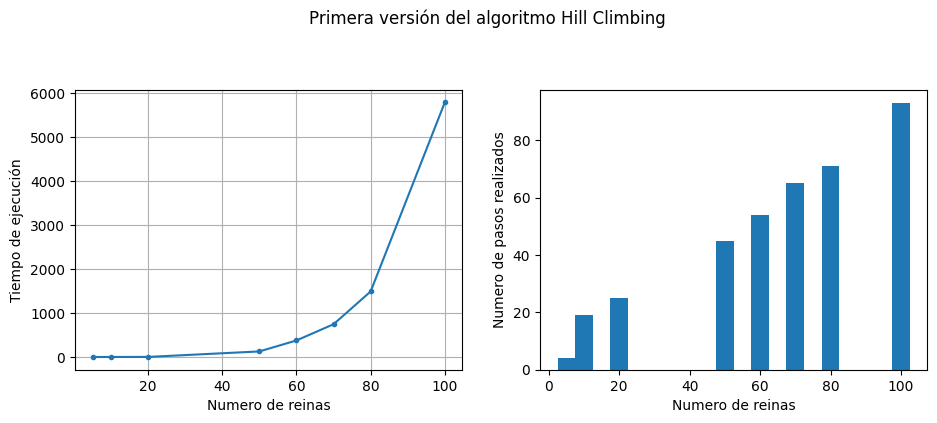 Primera versión del algoritmo Hill Climbing
Tiempo de ejecución
6000
5000
4000
3000
2000
1000
0
20 40 60 80 100
Numero de reinas
Numero de pasos realizados
80
60
40
20
0
0 20 40 60 80 100
Numero de reinas